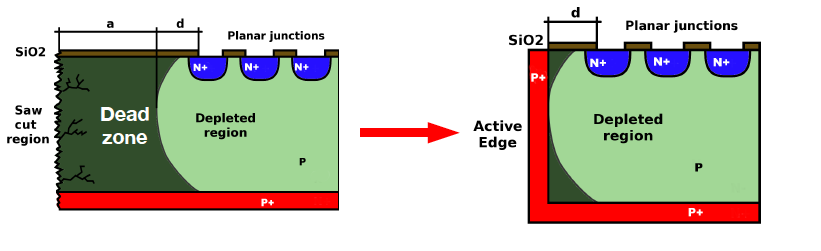 a
d
Planar junctions
SiO2
N+
N+
N+
Saw
cut
region
Dead
zone
Depleted
region
P
P+
d
Planar junctions
SiO2
P+
N+
N+
N+
Active
Edge
Depleted
region
P
P+